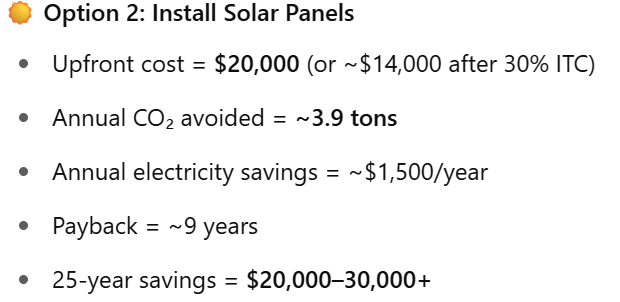 Option 2: Install Solar Panels
Upfront cost = $20,000 (or ~$14,000 after 30% ITC)
Annual CO₂ avoided = ~3.9 tons
Annual electricity savings = ~$1,500/year
Payback = ~9 years
25-year savings = $20,000–30,000+